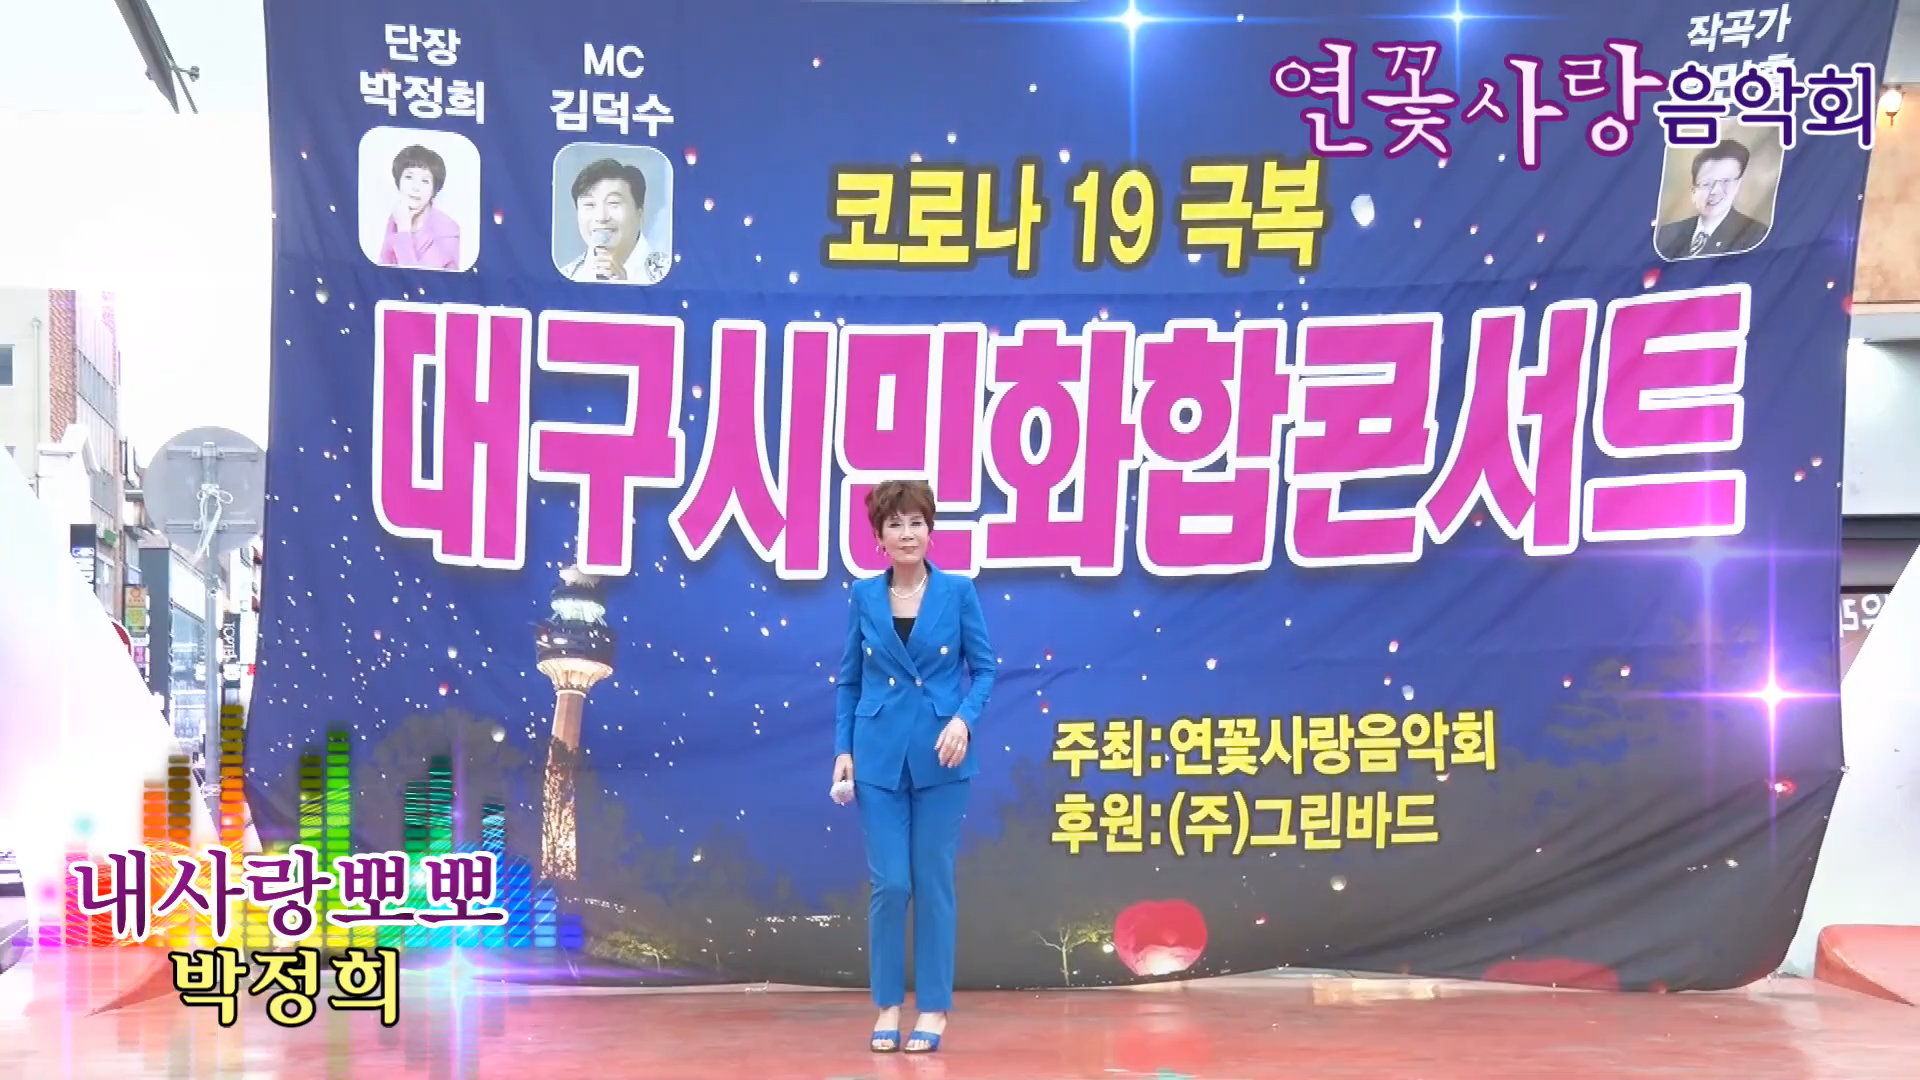 단장
박정희
MC
김덕수
작곡가
연꽃사랑음악회
코로나 19 극복
대구시민화합콘서트
주최:연꽃사랑음악회
후원:(주)그린바드
내사랑뽀뽀
박정희
TOPTEN